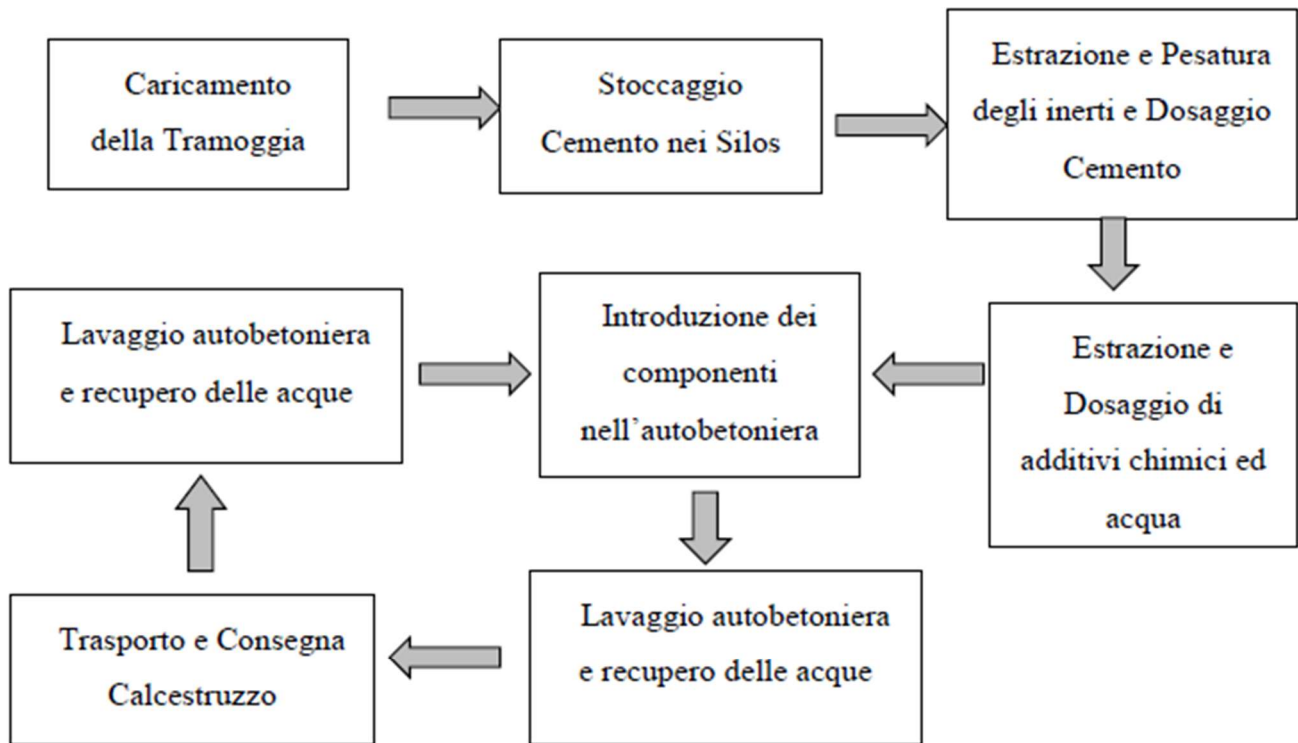 Caricamento
della Tramoggia
Stoccaggio
Cemento nei Silos
Estrazione e Pesatura
degli inerti e Dosaggio
Cemento
Estrazione e
Dosaggio di
additivi chimici ed
acqua
Introduzione dei
componenti
nell’autobetoniera
Lavaggio autobetoniera
e recupero delle acque
Trasporto e Consegna
Calcestruzzo
Lavaggio autobetoniera
e recupero delle acque